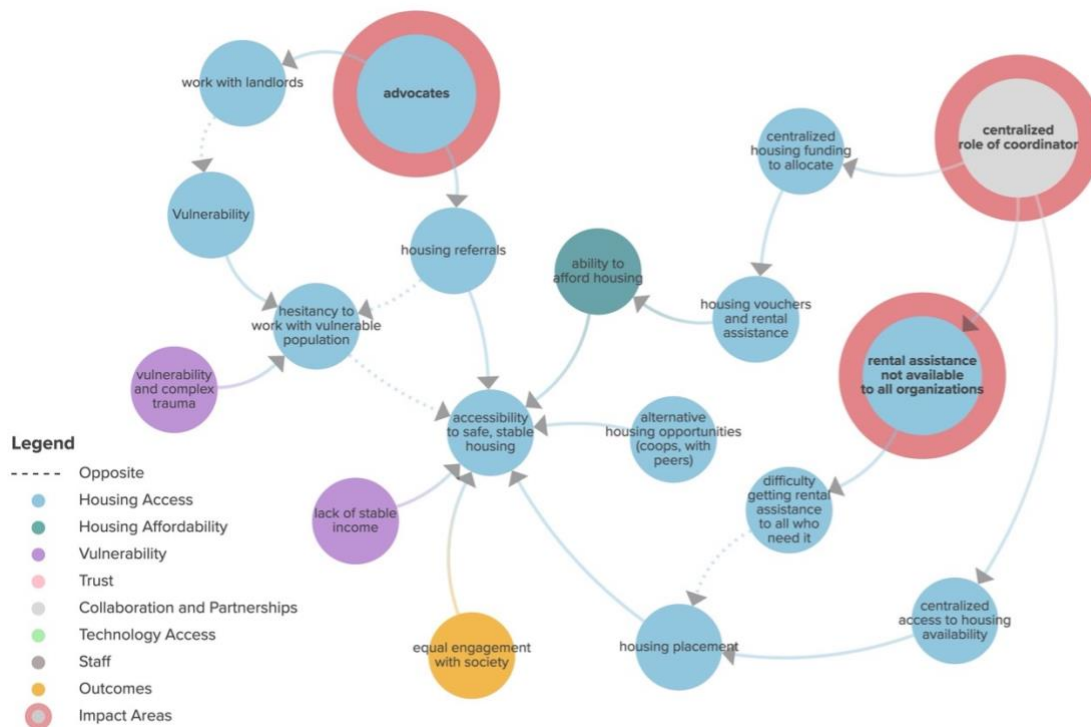 work with landlords
advocates
Vulnerability
housing referrals
hesitancy to
work with vulnerable
population
vulnerability
and complex
trauma
ability to
afford housing
centralized
housing funding
to allocate
centralized
role of coordinator
housing vouchers
and rental
assistance
rental assistance
not available
to all organizations
accessibility
to safe, stable
housing
alternative
housing opportunities
(coops, with
peers)
difficulty
getting rental
assistance
to all who
need it
lack of stable
income
equal engagement
with society
housing placement
centralized
access to housing
availability
Legend
Opposite
Housing Access
Housing Affordability
Vulnerability
Trust
Collaboration and Partnerships
Technology Access
Staff
Outcomes
Impact Areas